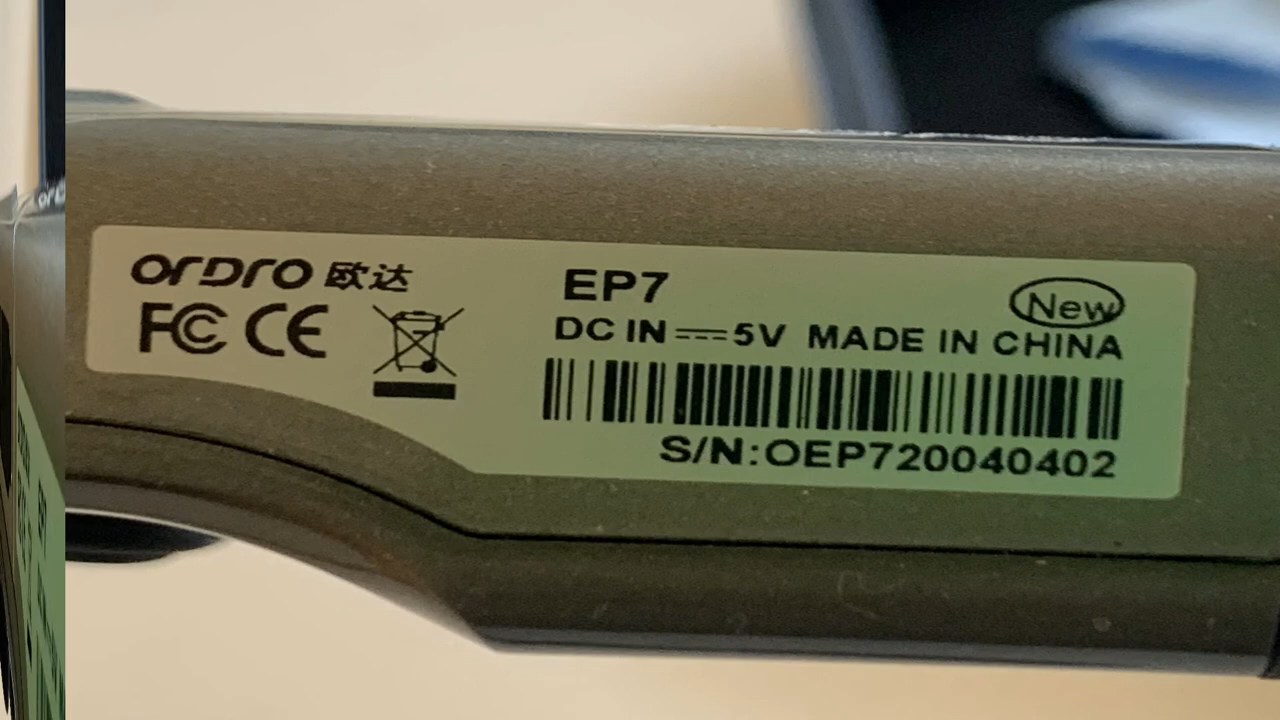 ORDRO 欧达
FC CE
EP7
New
DC IN 5V MADE IN CHINA
S/N:OEP720040402